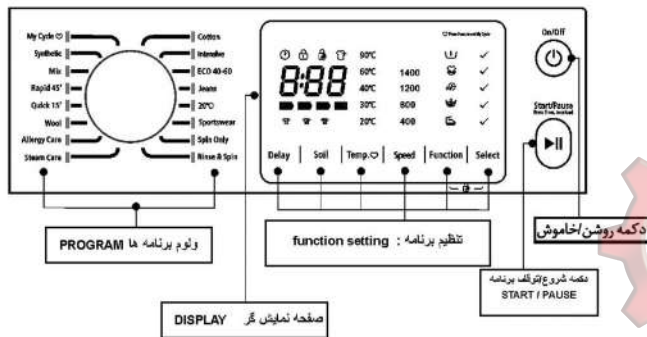 My Cycle
Synthetic
Mix
Rapid 45'
Quick 15'
Wool
Allergy Care
Steam Care
Cotton
Intensive
ECO 40-60
Jeans
20°C
Sportswear
Spin Only
Rinse & Spin
8:88
90°C
60°C
40°C
30°C
20°C
1400
1200
800
400
Delay
Soil
Temp.
Speed
Function
Select
On/Off
Start/Pause
ولوم برنامه ها PROGRAM
تنظیم برنامه : function setting
صفحه نمایش گر DISPLAY
دکمه روشن/خاموش
دکمه شروع/توقف برنامه
START / PAUSE